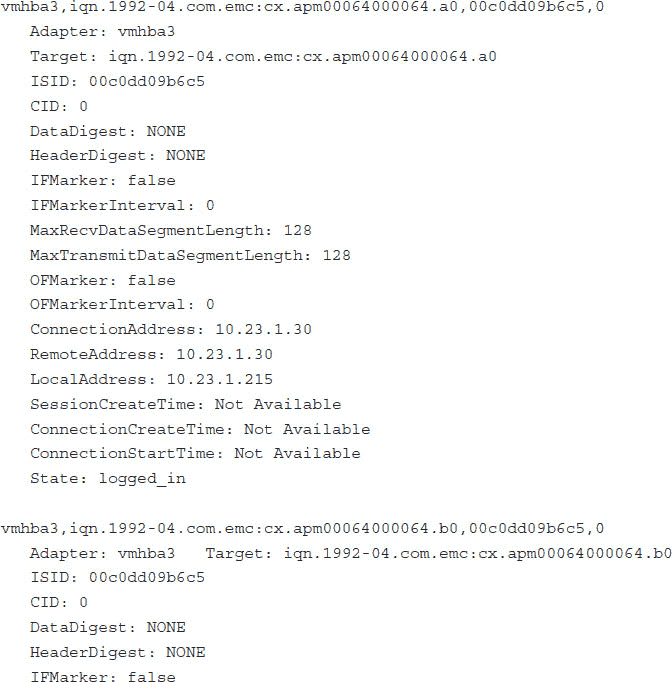 vmhba3,iqn.1992-04.com.emc:cx.apm00064000064.a0,00c0dd09b6c5,0
Adapter: vmhba3
Target: iqn.1992-04.com.emc:cx.apm00064000064.a0
ISID: 00c0dd09b6c5
CID: 0
DataDigest: NONE
HeaderDigest: NONE
IFMarker: false
IFMarkerInterval: 0
MaxRecvDataSegmentLength: 128
MaxTransmitDataSegmentLength: 128
OFMarker: false
OFMarkerInterval: 0
ConnectionAddress: 10.23.1.30
RemoteAddress: 10.23.1.30
LocalAddress: 10.23.1.215
SessionCreateTime: Not Available
ConnectionCreateTime: Not Available
ConnectionStartTime: Not Available
State: logged_in
vmhba3,iqn.1992-04.com.emc:cx.apm00064000064.b0,00c0dd09b6c5,0
Adapter: vmhba3   Target: iqn.1992-04.com.emc:cx.apm00064000064.b0
ISID: 00c0dd09b6c5
CID: 0
DataDigest: NONE
HeaderDigest: NONE
IFMarker: false